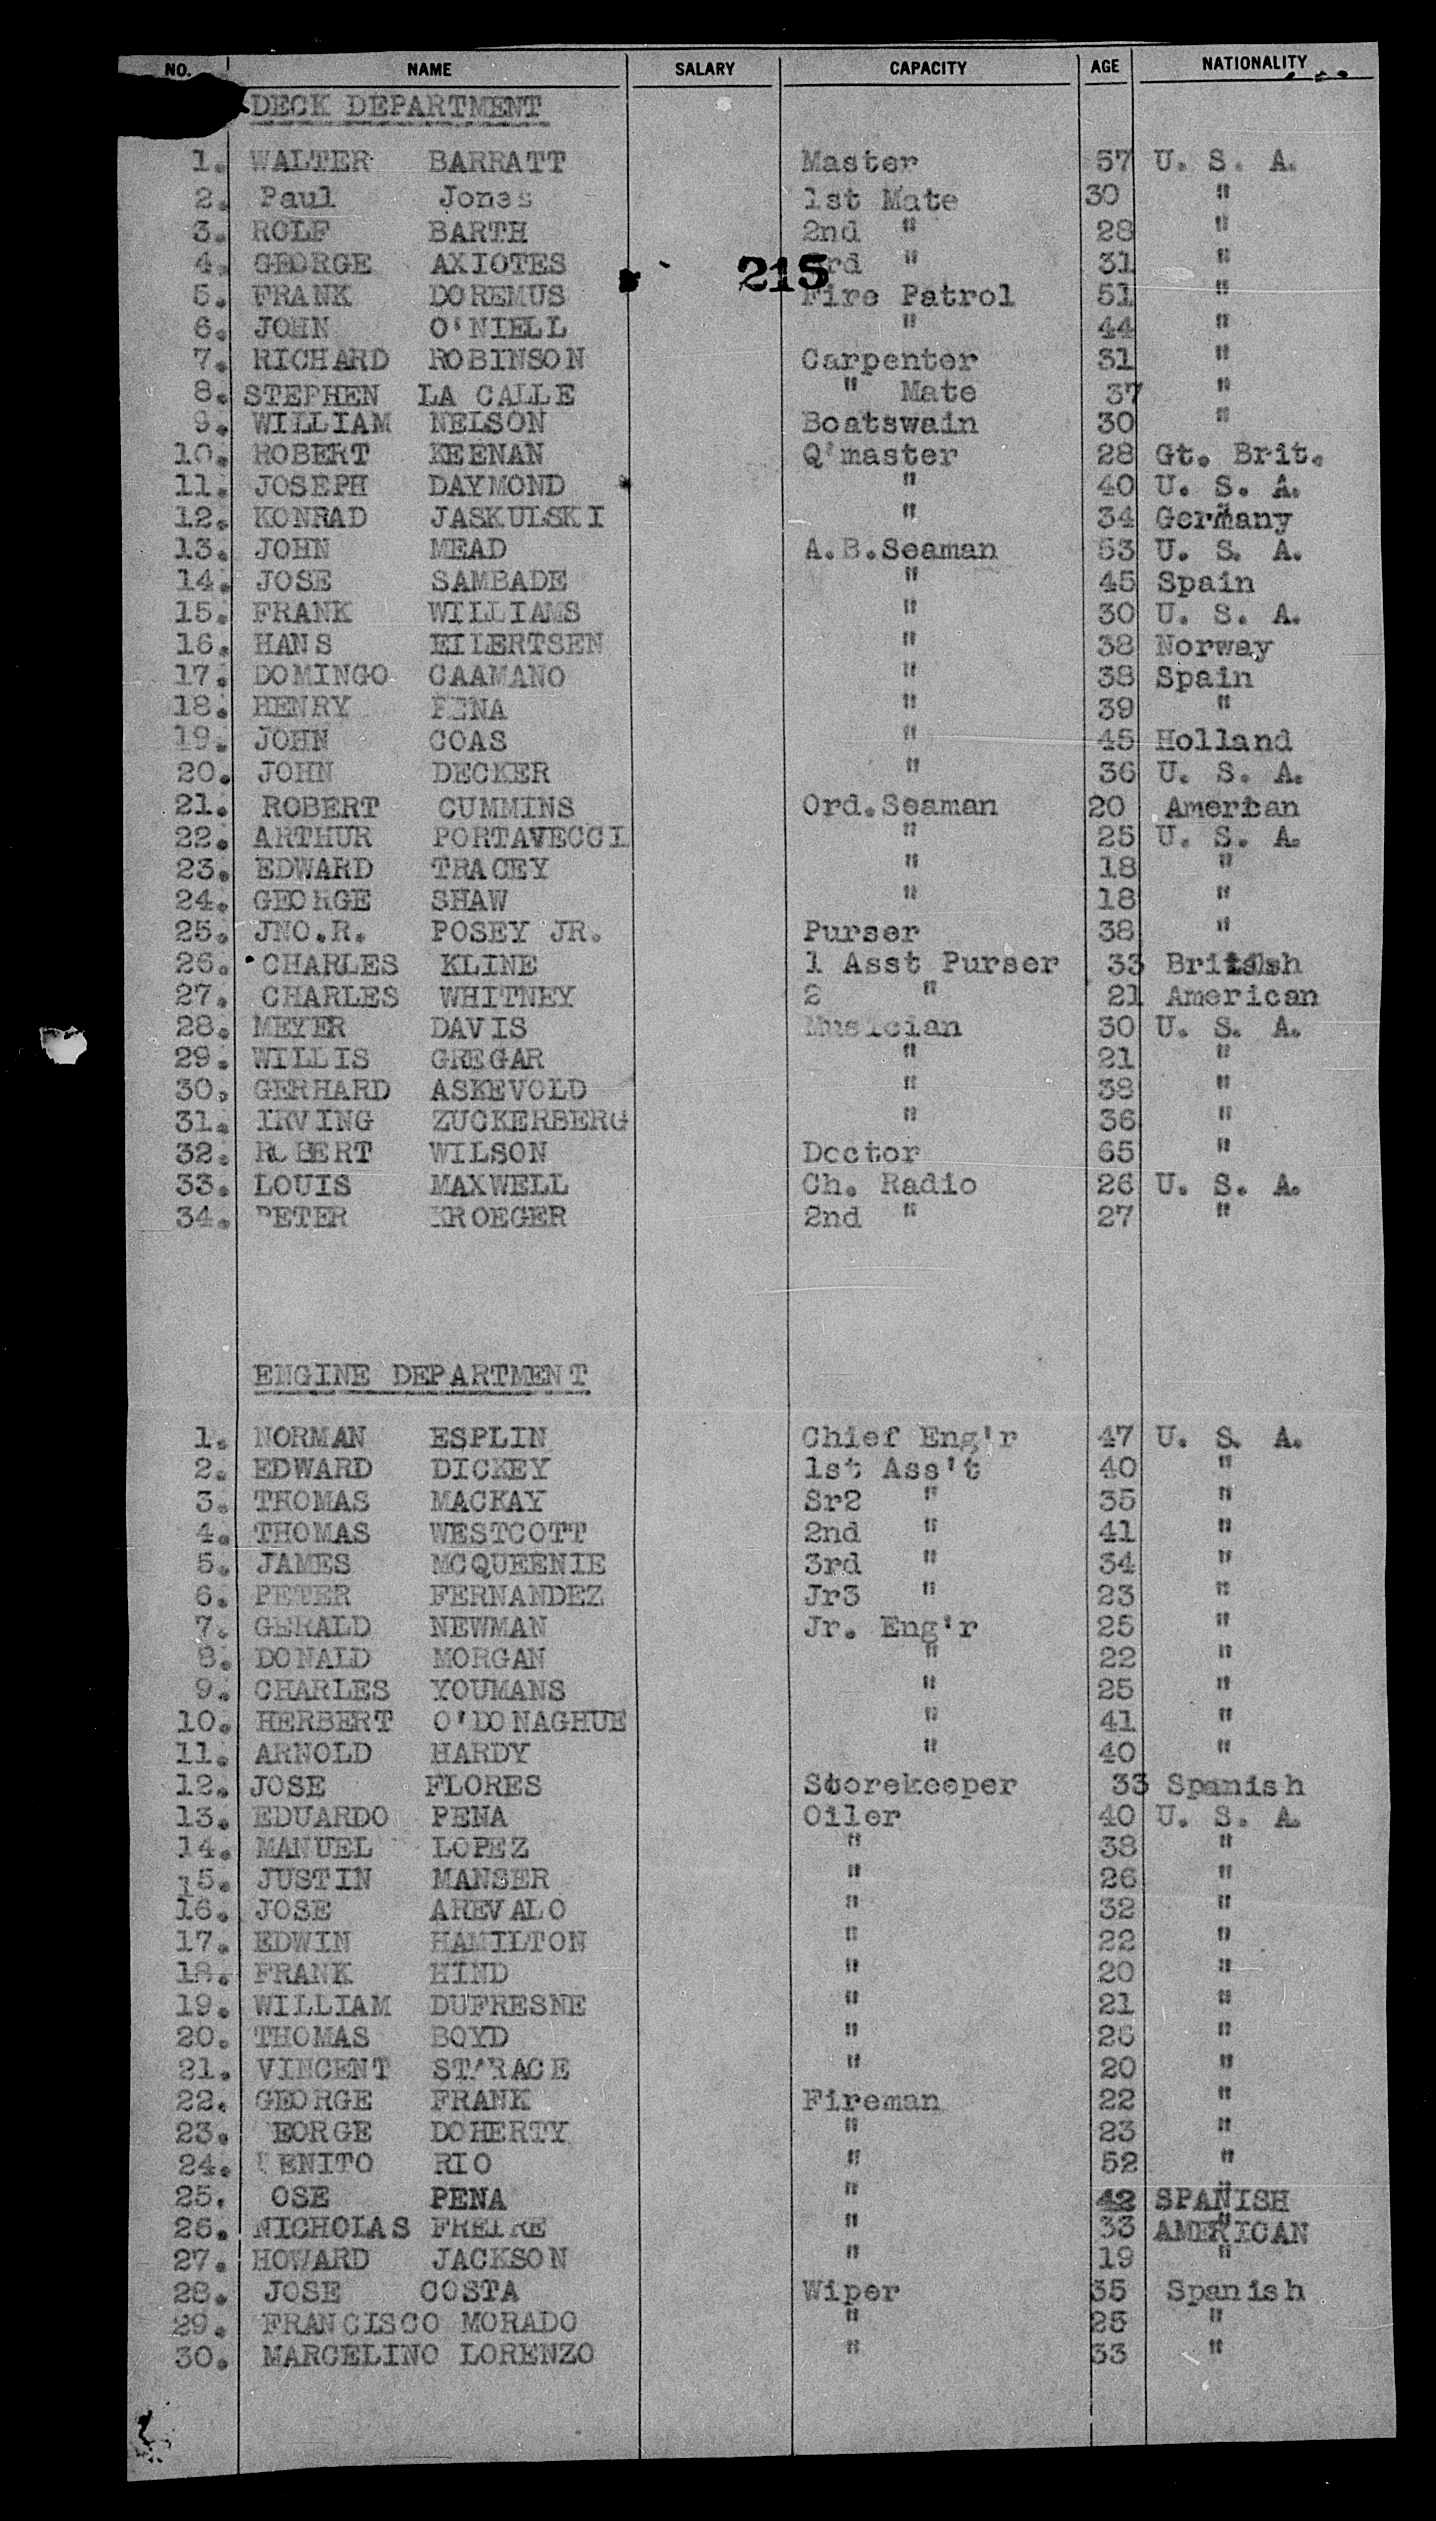 NO. NAME SALARY CAPACITY AGE NATIONALITY
DECK DEPARTMENT
1. WALTER BARRATT Master 57 U. S. A.
2. Paul Jones 1st Mate 30 "
3. ROLF BARTH 2nd " 28 "
4. GEORGE AXIOTES 3rd " 31 "
215
5. FRANK DOREMUS Fire Patrol 51 "
6. JOHN O'NIELL " 44 "
7. RICHARD ROBINSON Carpenter 31 "
8. STEPHEN LA CALLE " Mate 37 "
9. WILLIAM NELSON Boatswain 30 "
10. ROBERT KEENAN Q'master 28 Gt. Brit.
11. JOSEPH DAYMOND " 40 U. S. A.
12. KONRAD JASKULSKI " 34 Germany
13. JOHN MEAD A.B.Seaman 53 U. S. A.
14. JOSE SAMBADE " 45 Spain
15. FRANK WILLIAMS " 30 U. S. A.
16. HANS EILERTSEN " 38 Norway
17. DOMINGO CAAMANO " 38 Spain
18. HENRY PENA " 39 "
19. JOHN COAS " 45 Holland
20. JOHN DECKER " 36 U. S. A.
21. ROBERT CUMMINS Ord.Seaman 20 American
22. ARTHUR PORTAVECCI " 25 U. S. A.
23. EDWARD TRACEY " 18 "
24. GEORGE SHAW " 18 "
25. JNO.R. POSEY JR. Purser 38 "
26. CHARLES KLINE 1 Asst Purser 33 British
27. CHARLES WHITNEY 2 " 21 American
28. MEYER DAVIS Musician 30 U. S. A.
29. WILLIS GREGAR " 21 "
30. GERHARD ASKEVOLD " 38 "
31. IRVING ZUCKERBERG " 36 "
32. ROBERT WILSON Doctor 65 "
33. LOUIS MAXWELL Ch. Radio 26 U. S. A.
34. PETER KROEGER 2nd " 27 "
ENGINE DEPARTMENT
1. NORMAN ESPLIN Chief Eng'r 47 U. S. A.
2. EDWARD DICKEY 1st Ass't 40 "
3. THOMAS MACKAY Sr2 " 35 "
4. THOMAS WESTCOTT 2nd " 41 "
5. JAMES MCQUEENIE 3rd " 34 "
6. PETER FERNANDEZ Jr3 " 23 "
7. GERALD NEWMAN Jr. Eng'r 25 "
8. DONALD MORGAN " 22 "
9. CHARLES YOUMANS " 25 "
10. HERBERT O'DONAGHUE " 41 "
11. ARNOLD HARDY " 40 "
12. JOSE FLORES Storekeeper 33 Spanish
13. EDUARDO PENA Oiler 40 U. S. A.
14. MANUEL LOPEZ " 38 "
15. JUSTIN MANSER " 26 "
16. JOSE AREVALO " 32 "
17. EDWIN HAMILTON " 22 "
18. FRANK HIND " 20 "
19. WILLIAM DUFRESNE " 21 "
20. THOMAS BOYD " "
21. VINCENT STARACE " 20 "
22. GEORGE FRANK Fireman 22 "
23. EORGE DOHERTY " 23 "
24. ENITO RIO " 52 "
25. OSE PENA " 42 SPANISH
26. NICHOLAS FREIRE " 33 AMERICAN
27. HOWARD JACKSON " 19 "
28. JOSE COSTA Wiper 35 Spanish
29. FRANCISCO MORADO " "
30. MARCELINO LORENZO " 33 "